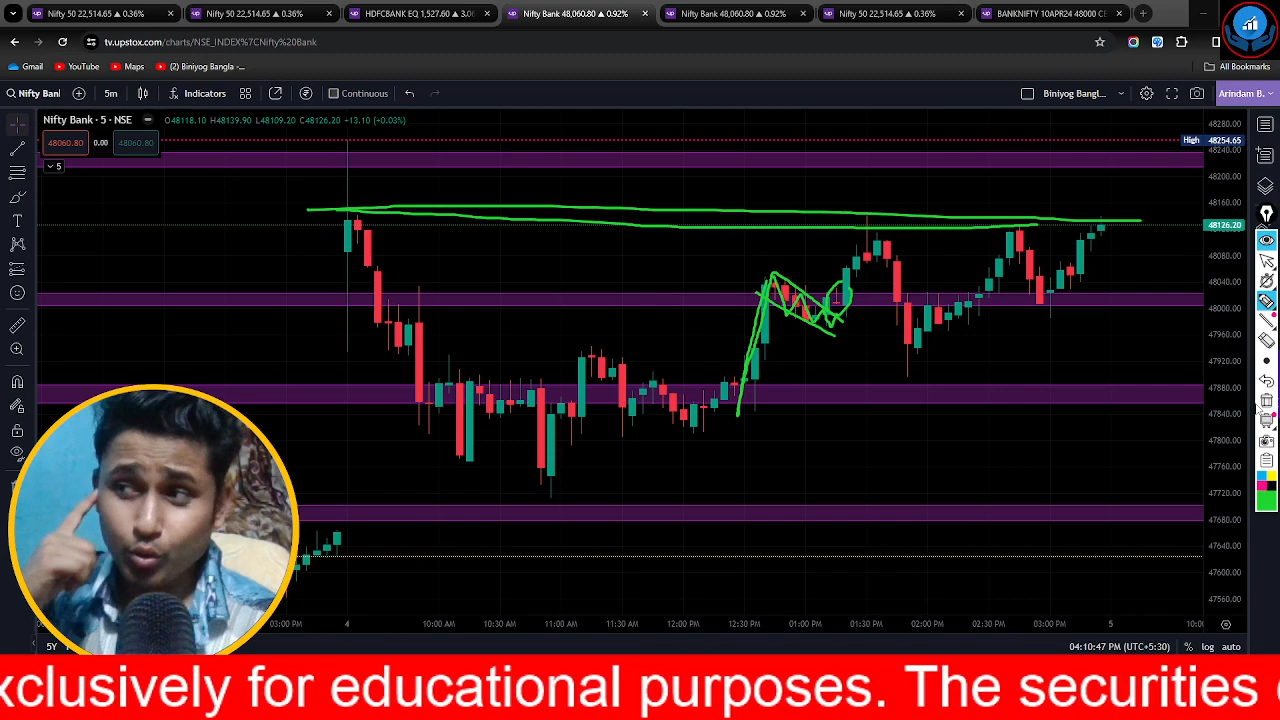 Nifty 50 22,514.65 ▲ 0.36%
Nifty 50 22,514.65 ▲ 0.36%
HDFCBANK EQ 1,527.60 ▲ 3.0
Nifty Bank 48,060.80 ▲ 0.92%
Nifty Bank 48,060.80 ▲ 0.92%
Nifty 50 22,514.65 ▲ 0.36%
BANKNIFTY 10APR24 48000 CE
tv.upstox.com/charts/NSE_INDEX%7CNifty%20Bank
Gmail
YouTube
Maps
(2) Biniyog Bangla -...
All Bookmarks
Nifty Banl
5m
Indicators
Continuous
Biniyog Bangl...
Arindam B.
Nifty Bank · 5 · NSE
O48118.10 H48139.90 L48109.20 C48126.20 +13.10 (+0.03%)
48060.80
0.00
48060.80
5
48280.00
High 48254.65
48240.00
48200.00
48160.00
48126.20
48080.00
48040.00
48000.00
47960.00
47920.00
47880.00
47840.00
47800.00
47760.00
47720.00
47680.00
47640.00
47600.00
47560.00
03:00 PM
4
10:00 AM
10:30 AM
11:00 AM
11:30 AM
12:00 PM
12:30 PM
01:00 PM
01:30 PM
02:00 PM
02:30 PM
03:00 PM
5
10:0
5Y
04:10:47 PM (UTC+5:30)
%
log
auto
xclusively for educational purposes. The securities